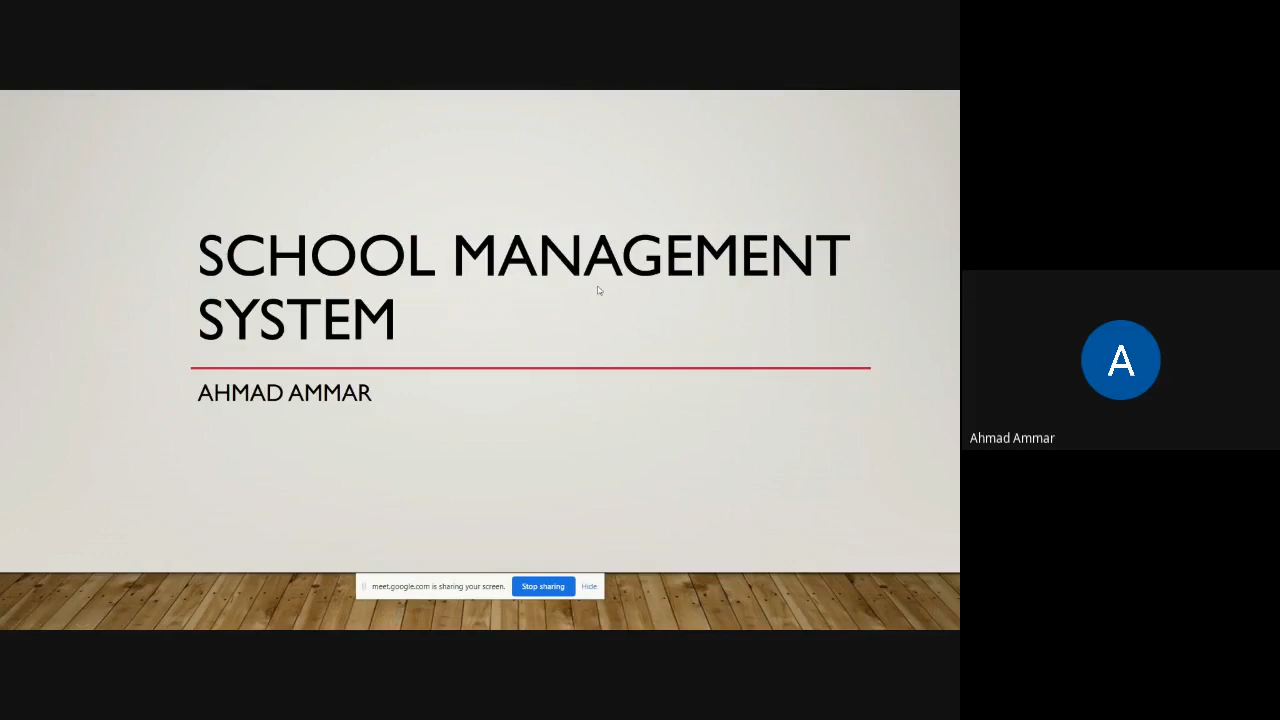 SCHOOL MANAGEMENT
SYSTEM
AHMAD AMMAR
meet.google.com is sharing your screen.
Stop sharing
Hide
A
Ahmad Ammar